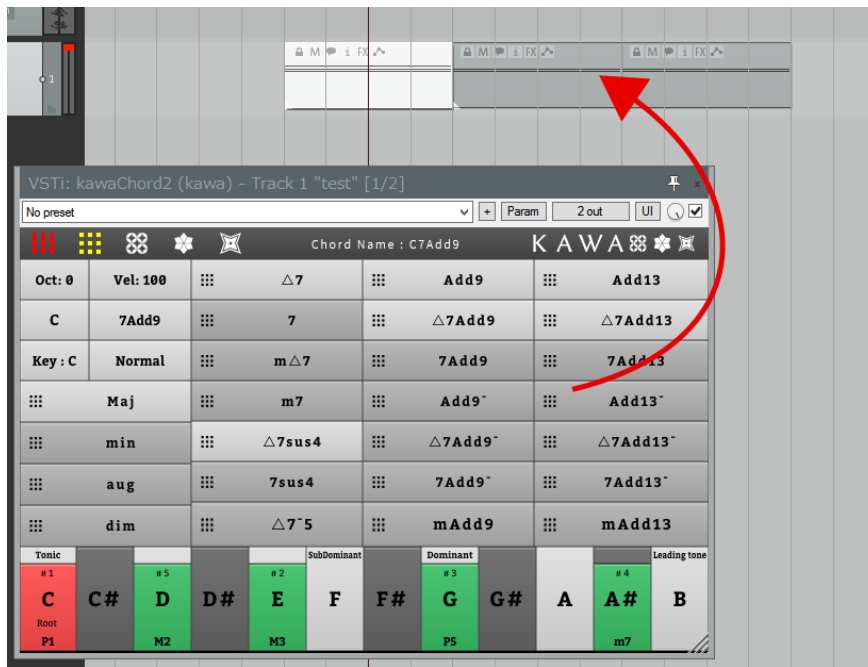 M i FX M i FX M i FX
1
VSTi: kawaChord2 (kawa) - Track 1 "test" [1/2]
No preset + Param 2 out UI
Chord Name : C7Add9 KAWA
Oct: 0 Vel: 100 △7 Add9 Add13
C 7Add9 7 △7Add9 △7Add13
Key : C Normal m△7 7Add9 7Add13
Maj m7 Add9⁻ Add13⁻
min △7sus4 △7Add9⁻ △7Add13⁻
aug 7sus4 7Add9⁻ 7Add13⁻
dim △7⁻5 mAdd9 mAdd13
Tonic SubDominant Dominant Leading tone
#1 #5 #2 #3 #4
C C# D D# E F F# G G# A A# B
Root
P1 M2 M3 P5 m7